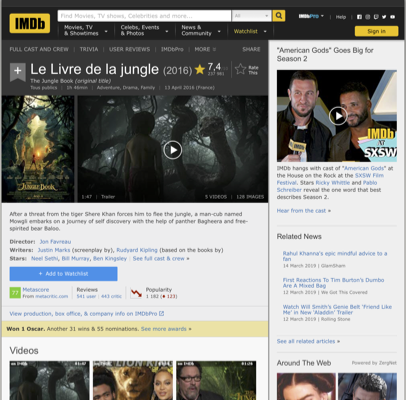 IMDb
Find Movies, TV shows, Celebrities and more...
All
IMDbPro
Help
Movies, TV
& Showtimes
Celebs, Events
& Photos
News &
Community
Watchlist
Sign in
FULL CAST AND CREW | TRIVIA | USER REVIEWS | IMDbPro | MORE
SHARE
Le Livre de la jungle (2016)
The Jungle Book (original title)
7,4
Rate
This
Tous publics | 1h 46min | Adventure, Drama, Family | 13 April 2016 (France)
1:47 | Trailer
5 VIDEOS | 128 IMAGES
After a threat from the tiger Shere Khan forces him to flee the jungle, a man-cub named
Mowgli embarks on a journey of self discovery with the help of panther Bagheera and free-
spirited bear Baloo.
Director: Jon Favreau
Writers: Justin Marks (screenplay by), Rudyard Kipling (based on the books by)
Stars: Neel Sethi, Bill Murray, Ben Kingsley | See full cast & crew »
+ Add to Watchlist
77
Metascore
From metacritic.com
Reviews
541 user | 443 critic
Popularity
1 182 (123)
View production, box office, & company info on IMDbPro
Won 1 Oscar. Another 31 wins & 55 nominations. See more awards »
Videos
"American Gods" Goes Big for
Season 2
IMDb
at
SXSW
IMDb hangs with cast of "American Gods" at
the House on the Rock at the SXSW Film
Festival. Stars Ricky Whittle and Pablo
Schreiber reveal the one word that best
describes Season 2.
Hear from the cast »
Related News
Rahul Khanna's epic mindful advice to a
fan
14 March 2019 | GlamSham
First Reactions To Tim Burton's Dumbo
Are A Mixed Bag
12 March 2019 | We Got This Covered
Watch Will Smith's Genie Belt 'Friend Like
Me' in New 'Aladdin' Trailer
12 March 2019 | Rolling Stone
See all related articles »
Around The Web
Powered by ZergNet